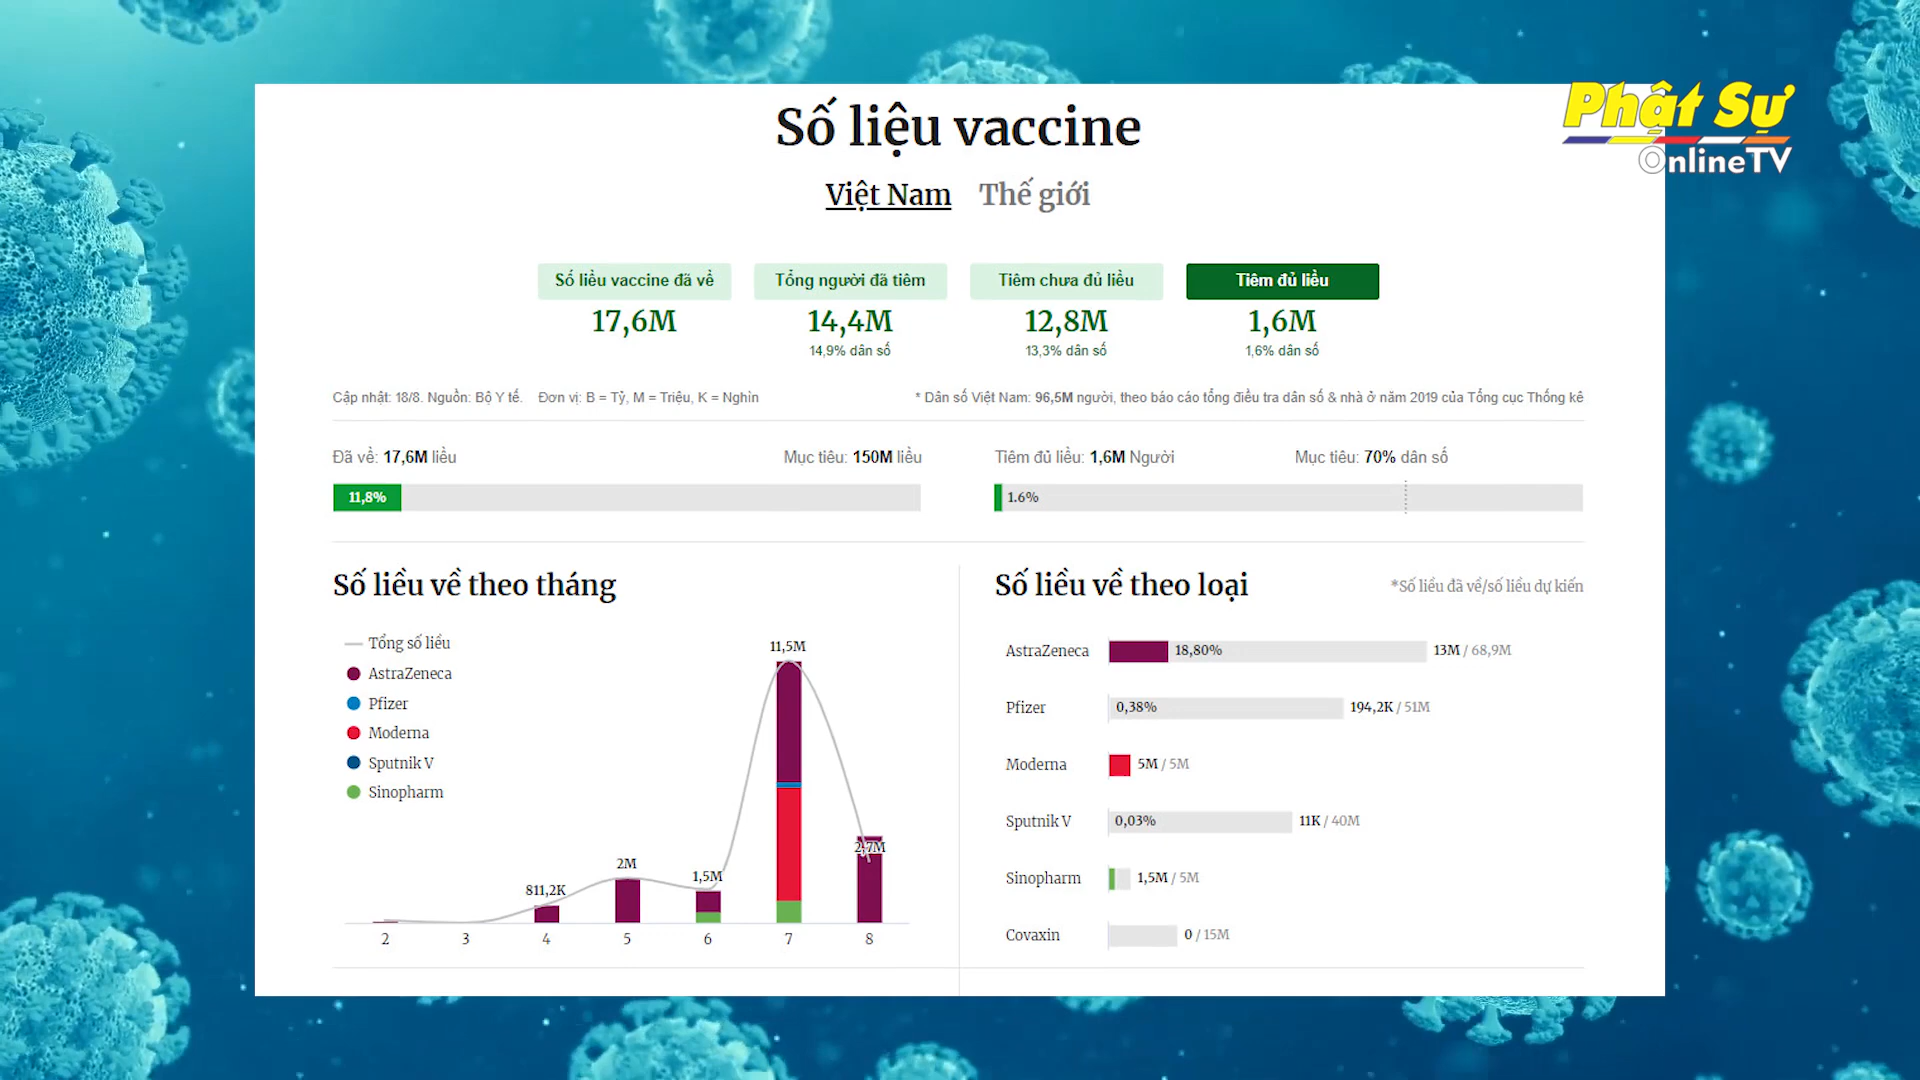 Phật Sự
OnlineTV
Số liệu vaccine
Việt Nam Thế giới
Số liều vaccine đã về Tổng người đã tiêm Tiêm chưa đủ liều Tiêm đủ liều
17,6M 14,4M 12,8M 1,6M
14,9% dân số 13,3% dân số 1,6% dân số
Cập nhật: 18/8. Nguồn: Bộ Y tế. Đơn vị: B = Tỷ, M = Triệu, K = Nghìn * Dân số Việt Nam: 96,5M người, theo báo cáo tổng điều tra dân số & nhà ở năm 2019 của Tổng cục Thống kê
Đã về: 17,6M liều Mục tiêu: 150M liều Tiêm đủ liều: 1,6M Người Mục tiêu: 70% dân số
11,8% 1.6%
Số liều về theo tháng
Tổng số liều
AstraZeneca
Pfizer
Moderna
Sputnik V
Sinopharm
811,2K 2M 1,5M 11,5M 2,7M
2 3 4 5 6 7 8
Số liều về theo loại *Số liều đã về/số liều dự kiến
AstraZeneca 18,80% 13M / 68,9M
Pfizer 0,38% 194,2K / 51M
Moderna 5M / 5M
Sputnik V 0,03% 11K / 40M
Sinopharm 1,5M / 5M
Covaxin 0 / 15M